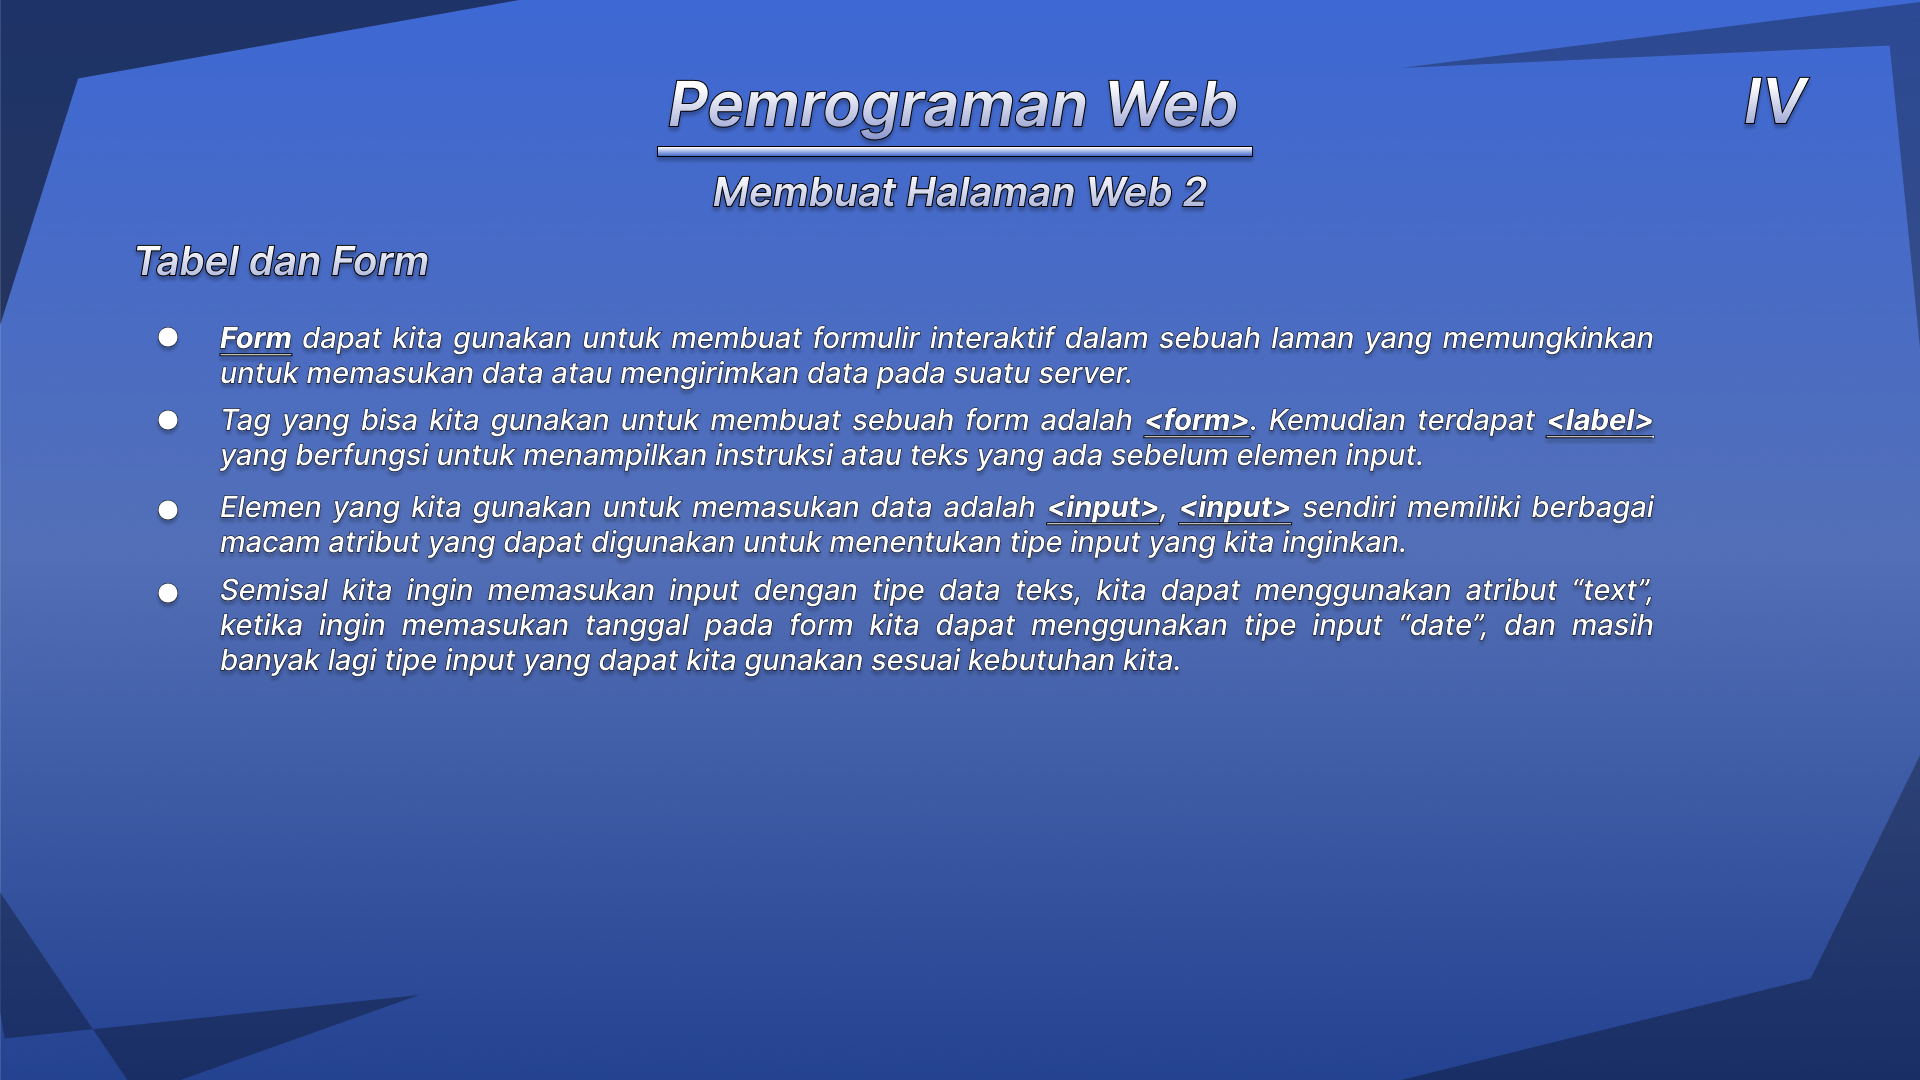 Pemrograman Web
IV
Membuat Halaman Web 2
Tabel dan Form
● Form dapat kita gunakan untuk membuat formulir interaktif dalam sebuah laman yang memungkinkan
untuk memasukan data atau mengirimkan data pada suatu server.
● Tag yang bisa kita gunakan untuk membuat sebuah form adalah <form>. Kemudian terdapat <label>
yang berfungsi untuk menampilkan instruksi atau teks yang ada sebelum elemen input.
● Elemen yang kita gunakan untuk memasukan data adalah <input>, <input> sendiri memiliki berbagai
macam atribut yang dapat digunakan untuk menentukan tipe input yang kita inginkan.
● Semisal kita ingin memasukan input dengan tipe data teks, kita dapat menggunakan atribut “text”,
ketika ingin memasukan tanggal pada form kita dapat menggunakan tipe input “date”, dan masih
banyak lagi tipe input yang dapat kita gunakan sesuai kebutuhan kita.